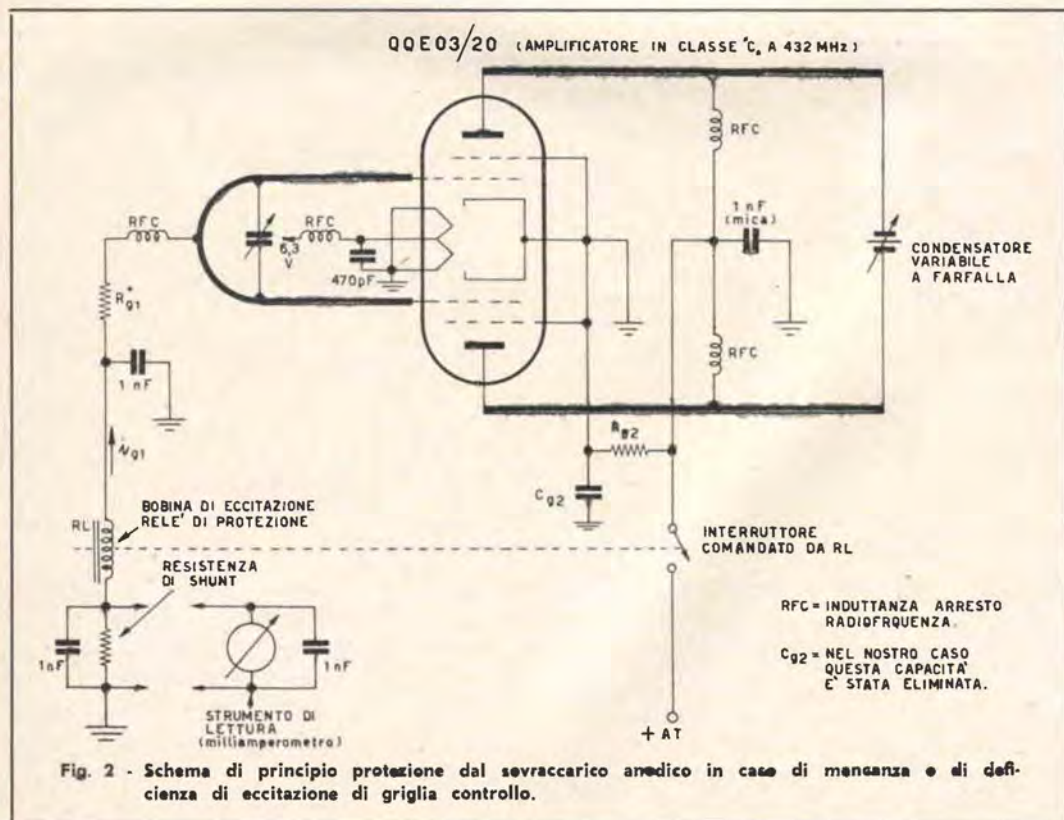 QQE03/20 (AMPLIFICATORE IN CLASSE "C„ A 432 MHz)
RFC
RFC
RFC
6,3
V
470pF
1 nF
(mica)
CONDENSATORE
VARIABILE
A FARFALLA
Rg1*
1 nF
RFC
Rg2
ig1
Cg2
BOBINA DI ECCITAZIONE
RELE' DI PROTEZIONE
RL
INTERRUTTORE
COMANDATO DA RL
RESISTENZA
DI SHUNT
1nF
1nF
RFC = INDUTTANZA ARRESTO
RADIOFRQUENZA.
Cg2 = NEL NOSTRO CASO
QUESTA CAPACITA'
E' STATA ELIMINATA.
STRUMENTO DI
LETTURA
(milliamperometro)
+ AT
Fig. 2 - Schema di principio protezione dal sovraccarico anodico in caso di mancanza o di defi-
cienza di eccitazione di griglia controllo.